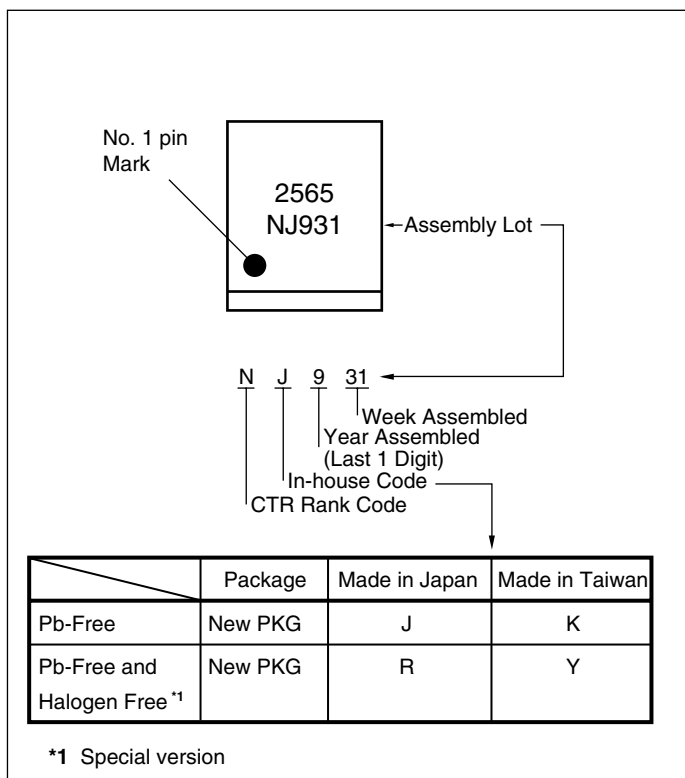 No. 1 pin
Mark
2565
NJ931
Assembly Lot
N J 9 31
Week Assembled
Year Assembled
(Last 1 Digit)
In-house Code
CTR Rank Code
Package Made in Japan Made in Taiwan
Pb-Free New PKG J K
Pb-Free and New PKG R Y
Halogen Free *1
*1 Special version